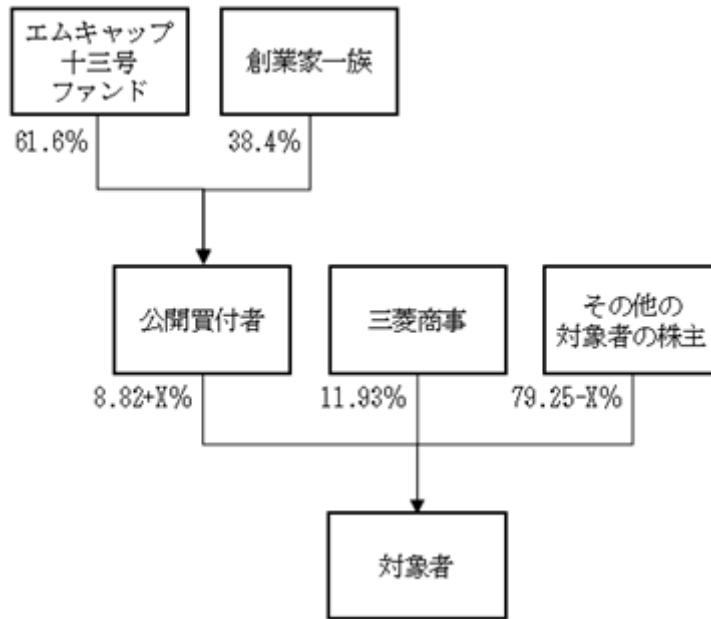 エムキャップ
十三号
ファンド
創業家一族
61.6%
38.4%
公開買付者
三菱商事
その他の
対象者の株主
8.82+X%
11.93%
79.25-X%
対象者